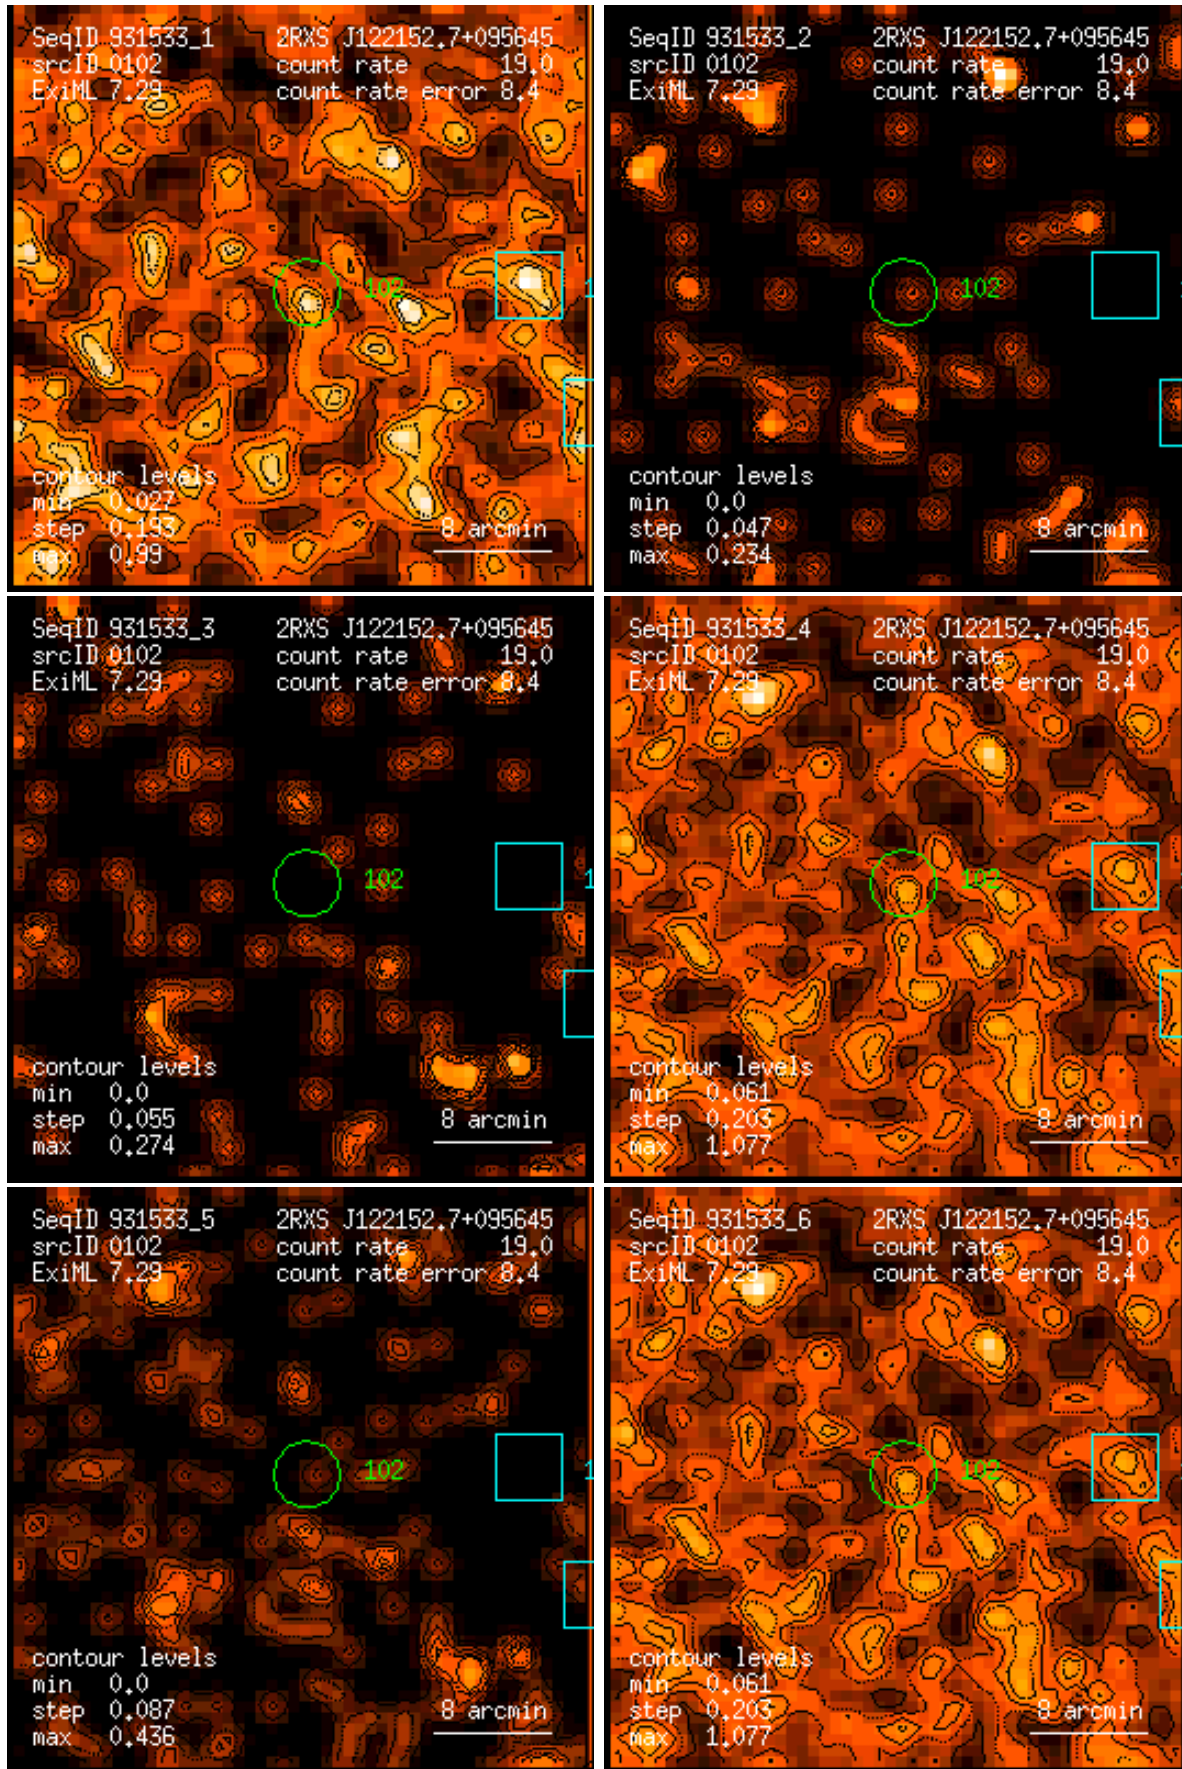 SeqID 931533_1 2RXS J122152.7+095645
srcID 0102 count rate 19.0
ExiML 7.29 count rate error 8.4
102
1
contour levels
min 0.027
step 0.193
max 0.99
8 arcmin
SeqID 931533_2 2RXS J122152.7+095645
srcID 0102 count rate 19.0
ExiML 7.29 count rate error 8.4
102
contour levels
min 0.0
step 0.047
max 0.234
8 arcmin
SeqID 931533_3 2RXS J122152.7+095645
srcID 0102 count rate 19.0
ExiML 7.29 count rate error 8.4
102
1
contour levels
min 0.0
step 0.055
max 0.274
8 arcmin
SeqID 931533_4 2RXS J122152.7+095645
srcID 0102 count rate 19.0
ExiML 7.29 count rate error 8.4
102
contour levels
min 0.061
step 0.203
max 1.077
8 arcmin
SeqID 931533_5 2RXS J122152.7+095645
srcID 0102 count rate 19.0
ExiML 7.29 count rate error 8.4
102
1
contour levels
min 0.0
step 0.087
max 0.436
8 arcmin
SeqID 931533_6 2RXS J122152.7+095645
srcID 0102 count rate 19.0
ExiML 7.29 count rate error 8.4
102
contour levels
min 0.061
step 0.203
max 1.077
8 arcmin